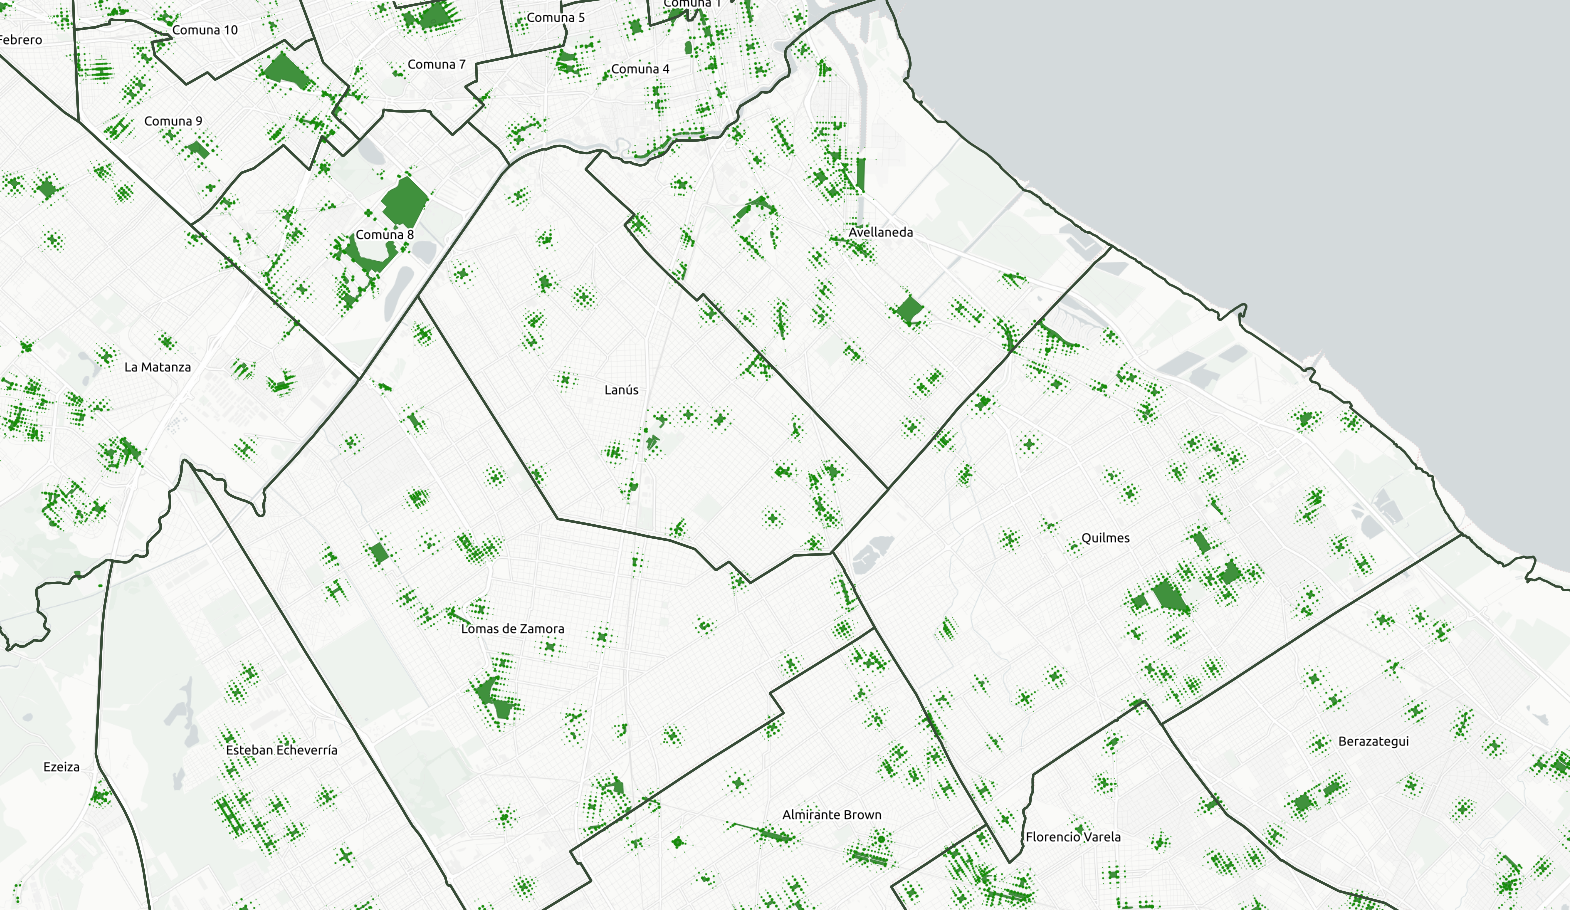 Comuna 1
Comuna 5
Comuna 10
Febrero
Comuna 7
Comuna 4
Comuna 9
Avellaneda
Comuna 8
La Matanza
Lanús
Quilmes
Lomas de Zamora
Berazategui
Esteban Echeverría
Ezeiza
Almirante Brown
Florencio Varela